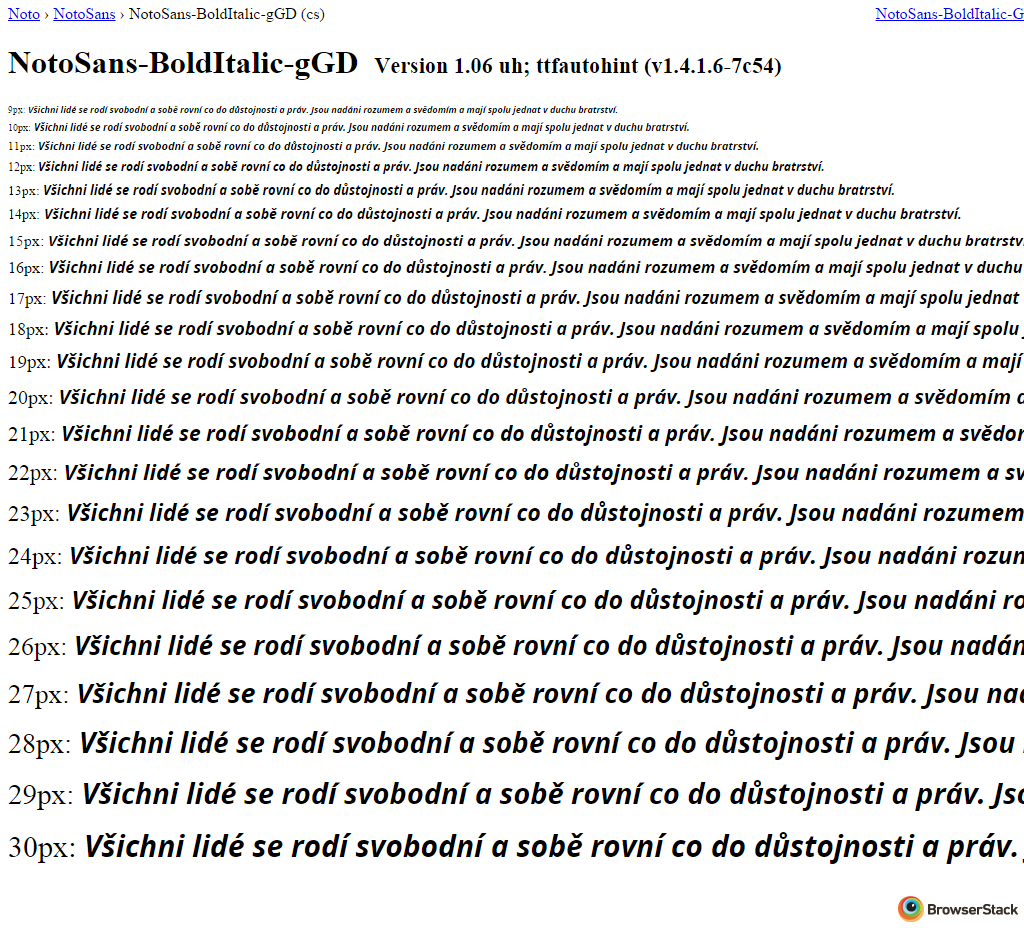 Noto › NotoSans › NotoSans-BoldItalic-gGD (cs) NotoSans-BoldItalic-G
NotoSans-BoldItalic-gGD Version 1.06 uh; ttfautohint (v1.4.1.6-7c54)
9px: Všichni lidé se rodí svobodní a sobě rovní co do důstojnosti a práv. Jsou nadáni rozumem a svědomím a mají spolu jednat v duchu bratrství.
10px: Všichni lidé se rodí svobodní a sobě rovní co do důstojnosti a práv. Jsou nadáni rozumem a svědomím a mají spolu jednat v duchu bratrství.
11px: Všichni lidé se rodí svobodní a sobě rovní co do důstojnosti a práv. Jsou nadáni rozumem a svědomím a mají spolu jednat v duchu bratrství.
12px: Všichni lidé se rodí svobodní a sobě rovní co do důstojnosti a práv. Jsou nadáni rozumem a svědomím a mají spolu jednat v duchu bratrství.
13px: Všichni lidé se rodí svobodní a sobě rovní co do důstojnosti a práv. Jsou nadáni rozumem a svědomím a mají spolu jednat v duchu bratrství.
14px: Všichni lidé se rodí svobodní a sobě rovní co do důstojnosti a práv. Jsou nadáni rozumem a svědomím a mají spolu jednat v duchu bratrství.
15px: Všichni lidé se rodí svobodní a sobě rovní co do důstojnosti a práv. Jsou nadáni rozumem a svědomím a mají spolu jednat v duchu bratrstv
16px: Všichni lidé se rodí svobodní a sobě rovní co do důstojnosti a práv. Jsou nadáni rozumem a svědomím a mají spolu jednat v duchu
17px: Všichni lidé se rodí svobodní a sobě rovní co do důstojnosti a práv. Jsou nadáni rozumem a svědomím a mají spolu jednat
18px: Všichni lidé se rodí svobodní a sobě rovní co do důstojnosti a práv. Jsou nadáni rozumem a svědomím a mají spolu
19px: Všichni lidé se rodí svobodní a sobě rovní co do důstojnosti a práv. Jsou nadáni rozumem a svědomím a mají
20px: Všichni lidé se rodí svobodní a sobě rovní co do důstojnosti a práv. Jsou nadáni rozumem a svědomím
21px: Všichni lidé se rodí svobodní a sobě rovní co do důstojnosti a práv. Jsou nadáni rozumem a svědo
22px: Všichni lidé se rodí svobodní a sobě rovní co do důstojnosti a práv. Jsou nadáni rozumem a sv
23px: Všichni lidé se rodí svobodní a sobě rovní co do důstojnosti a práv. Jsou nadáni rozumem
24px: Všichni lidé se rodí svobodní a sobě rovní co do důstojnosti a práv. Jsou nadáni rozu
25px: Všichni lidé se rodí svobodní a sobě rovní co do důstojnosti a práv. Jsou nadáni ro
26px: Všichni lidé se rodí svobodní a sobě rovní co do důstojnosti a práv. Jsou nadán
27px: Všichni lidé se rodí svobodní a sobě rovní co do důstojnosti a práv. Jsou na
28px: Všichni lidé se rodí svobodní a sobě rovní co do důstojnosti a práv. Jsou
29px: Všichni lidé se rodí svobodní a sobě rovní co do důstojnosti a práv. Js
30px: Všichni lidé se rodí svobodní a sobě rovní co do důstojnosti a práv.
BrowserStack